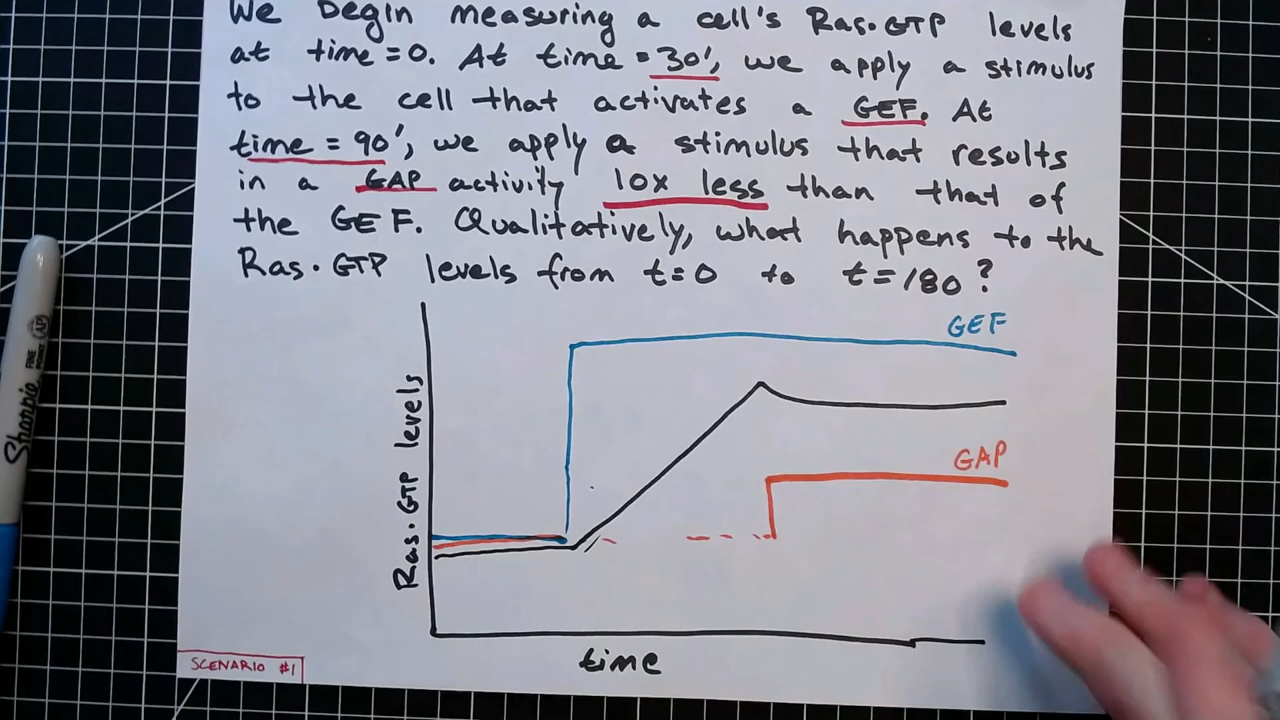 We begin measuring a cell's Ras.GTP levels
at time=0. At time = 30', we apply a stimulus
to the cell that activates a GEF. At
time = 90', we apply a stimulus that results
in a GAP activity 10x less than that of
the GEF. Qualitatively, what happens to the
Ras.GTP levels from t=0 to t=180?
GEF
GAP
Ras.GTP levels
time
SCENARIO #1
Sharpie
FINE POINT
AP